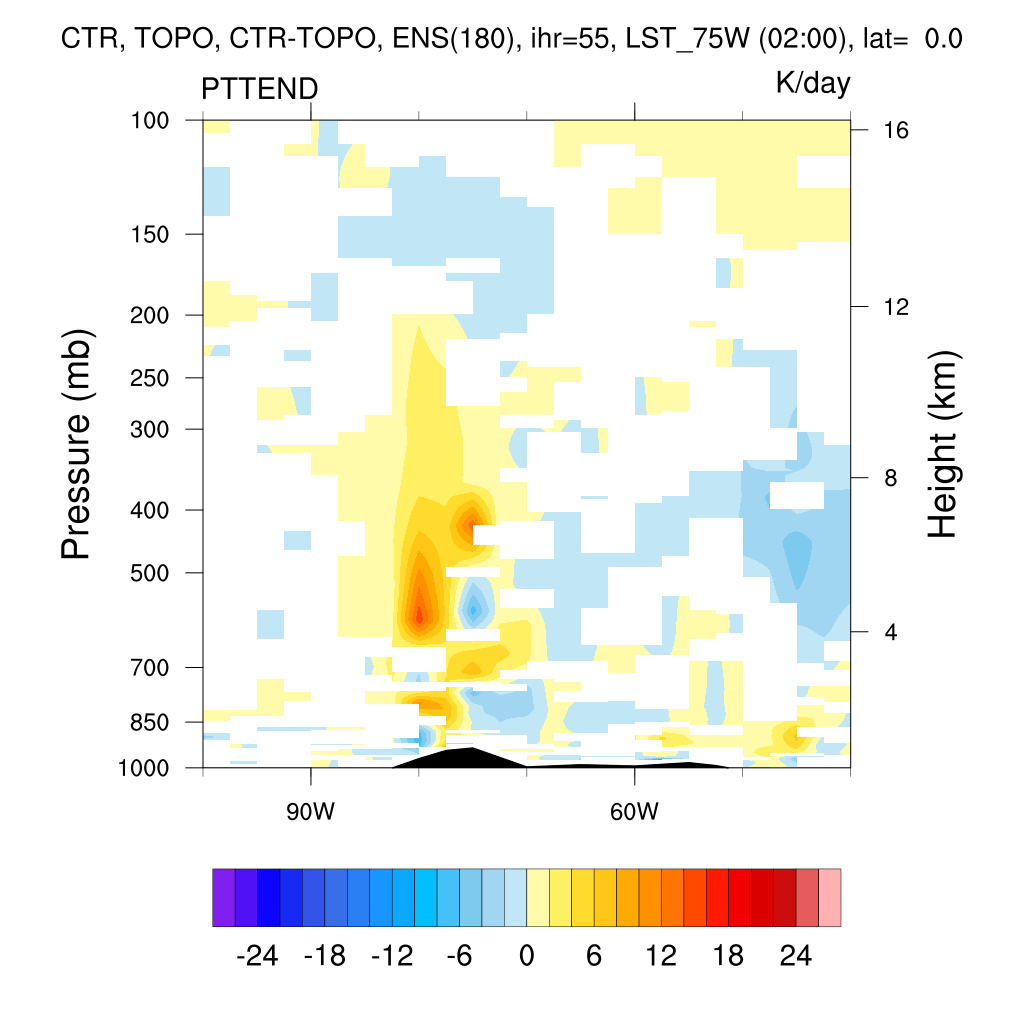 CTR, TOPO, CTR-TOPO, ENS(180), ihr=55, LST_75W (02:00), lat= 0.0
PTTEND K/day
100
150
200
250
300
400
500
700
850
1000
Pressure (mb)
16
12
8
4
Height (km)
90W 60W
-24 -18 -12 -6 0 6 12 18 24